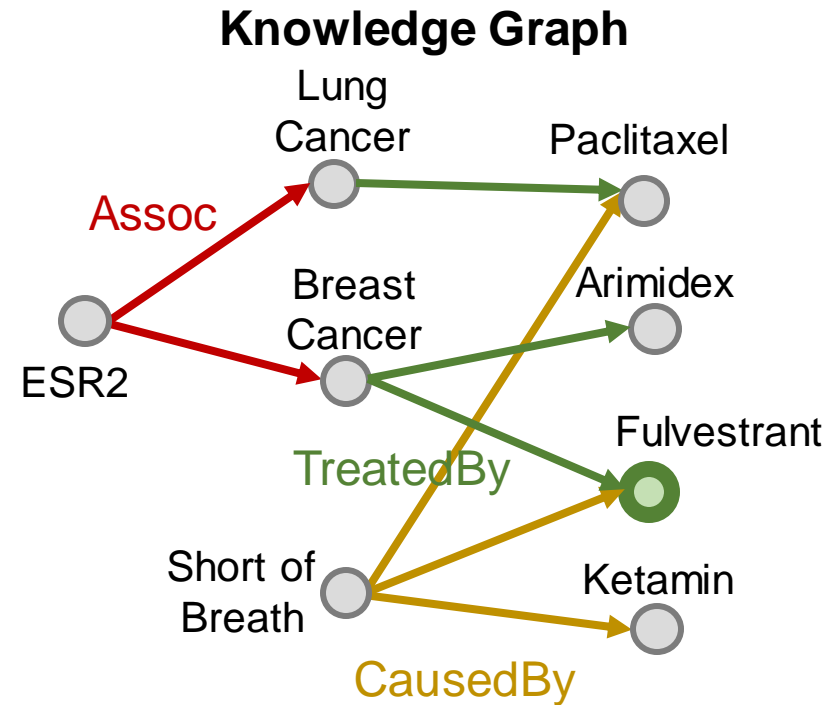 Knowledge Graph
Lung
Cancer
Paclitaxel
Assoc
Breast
Cancer
Arimidex
ESR2
Fulvestrant
TreatedBy
Short of
Breath
Ketamin
CausedBy